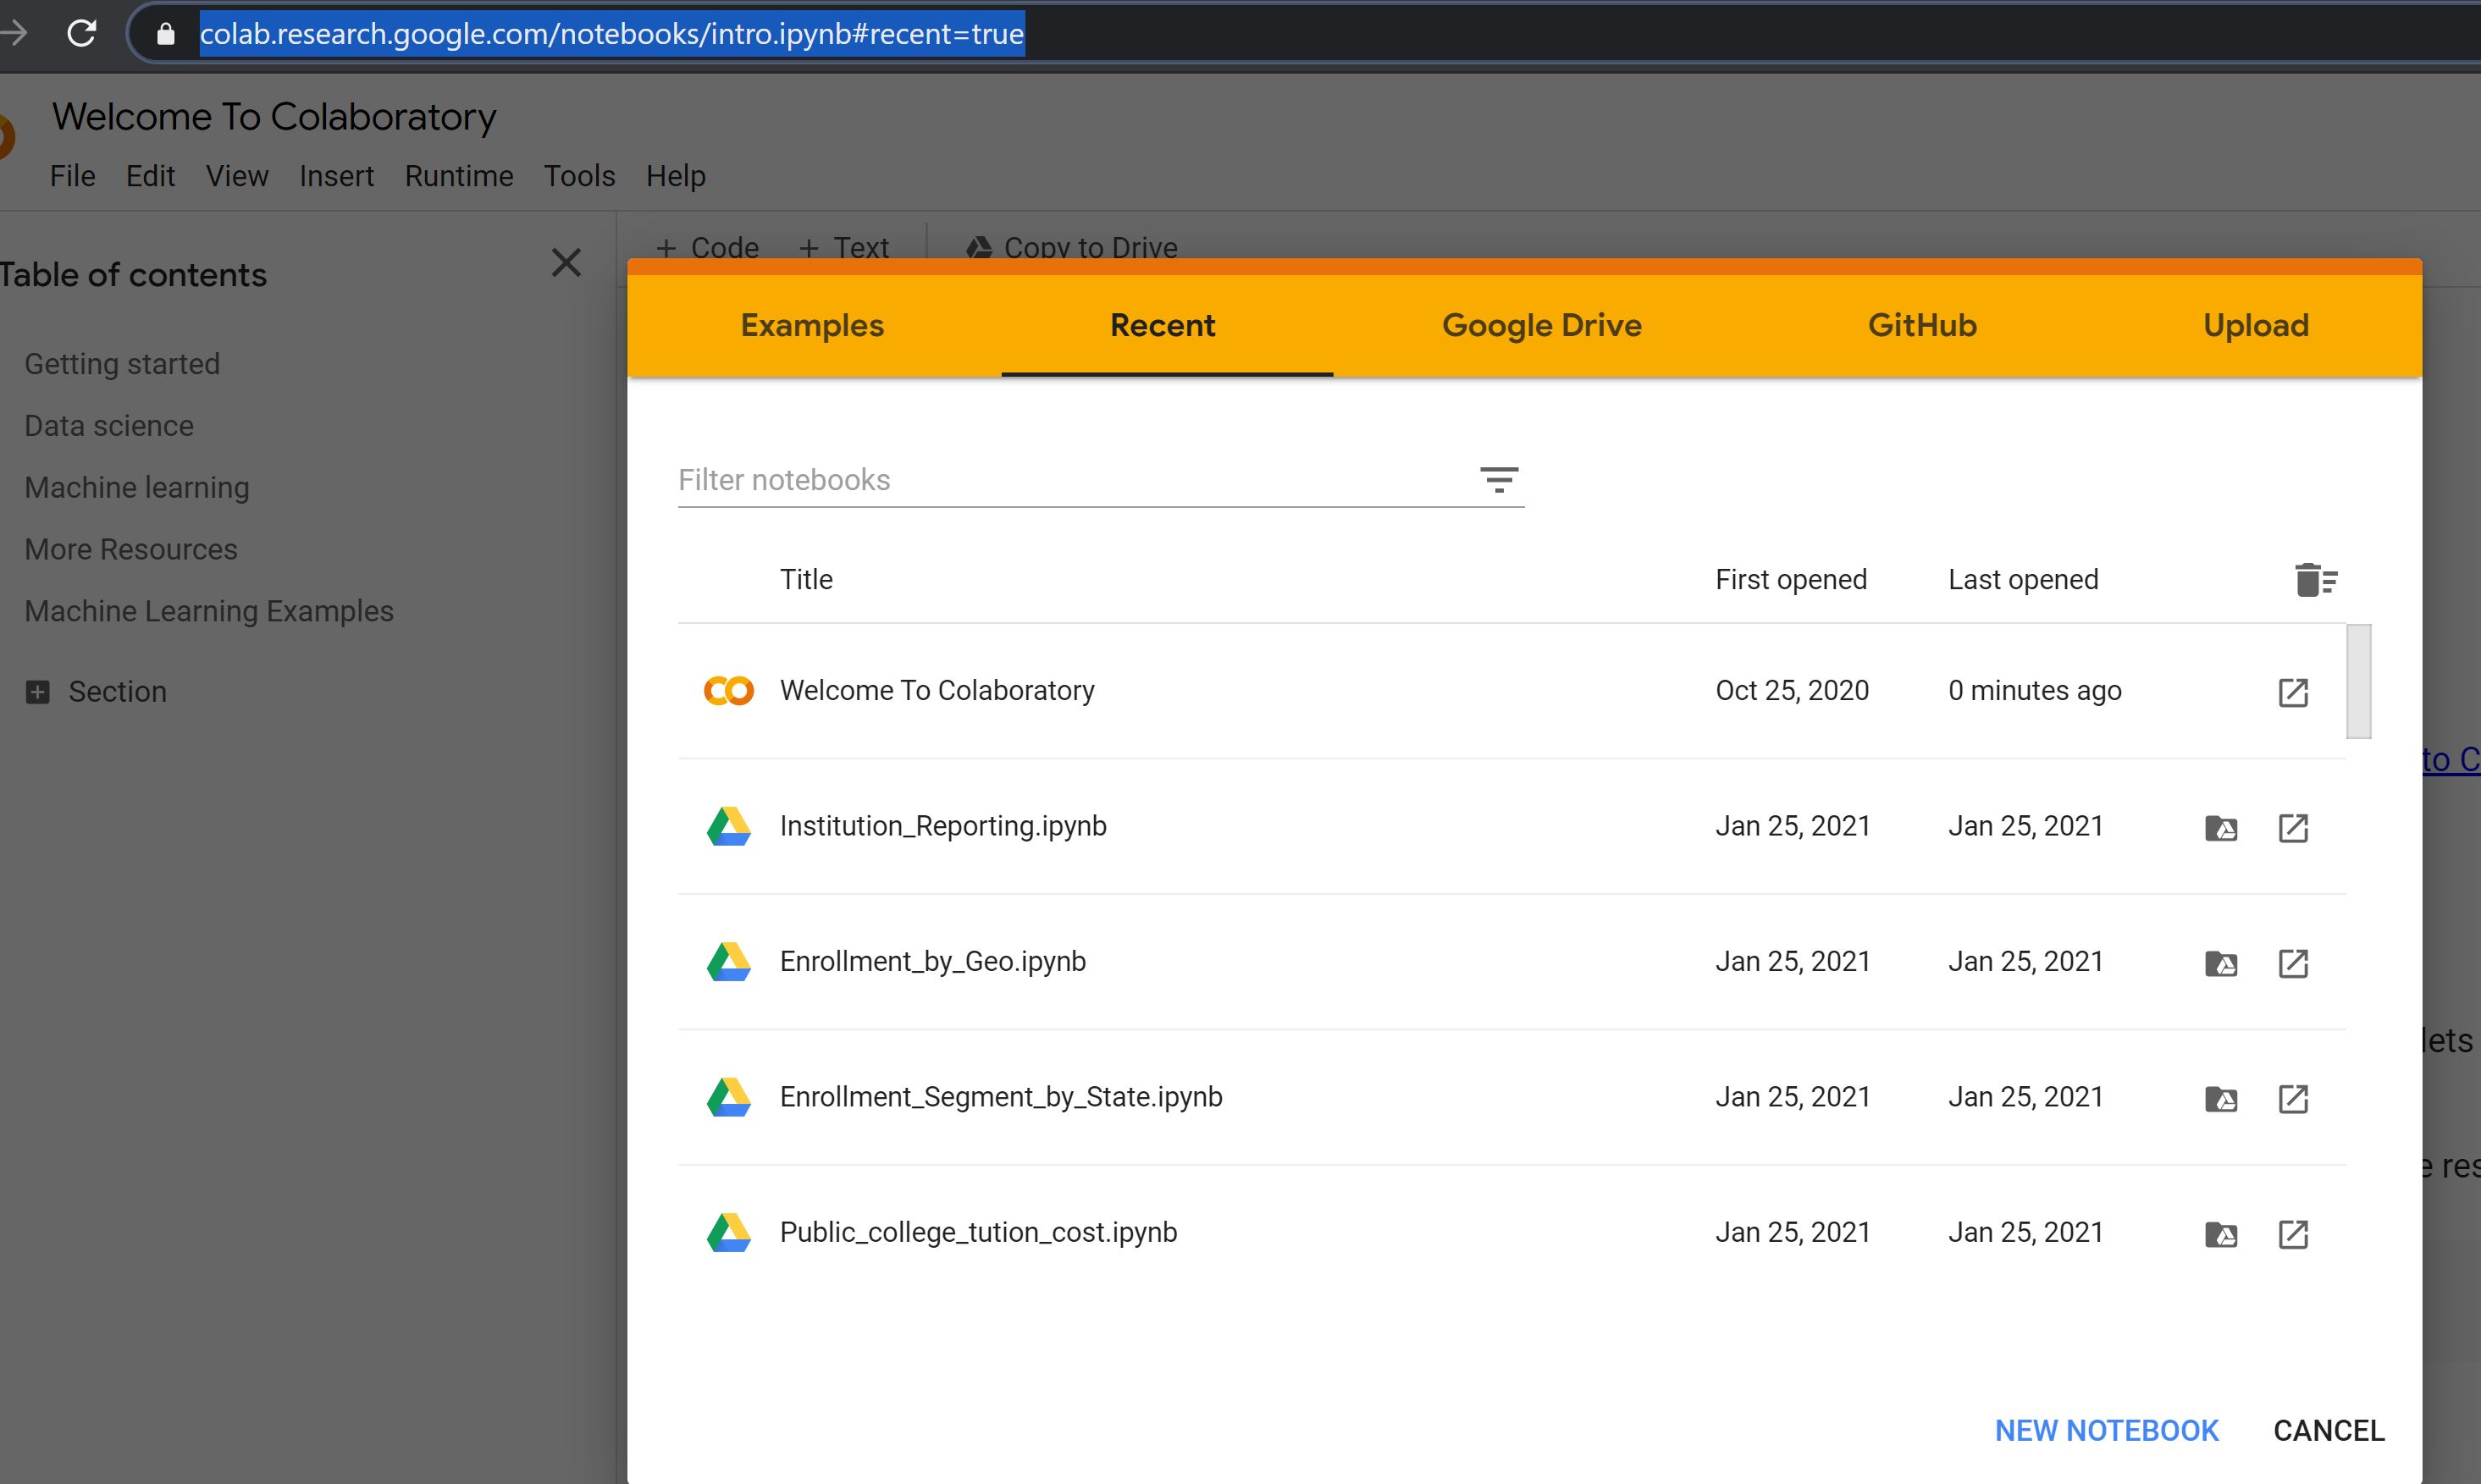 colab.research.google.com/notebooks/intro.ipynb#recent=true
Welcome To Colaboratory
File Edit View Insert Runtime Tools Help
Table of contents
Getting started
Data science
Machine learning
More Resources
Machine Learning Examples
Section
+ Code + Text Copy to Drive
Examples Recent Google Drive GitHub Upload
Filter notebooks
Title First opened Last opened
Welcome To Colaboratory Oct 25, 2020 0 minutes ago
Institution_Reporting.ipynb Jan 25, 2021 Jan 25, 2021
Enrollment_by_Geo.ipynb Jan 25, 2021 Jan 25, 2021
Enrollment_Segment_by_State.ipynb Jan 25, 2021 Jan 25, 2021
Public_college_tution_cost.ipynb Jan 25, 2021 Jan 25, 2021
NEW NOTEBOOK CANCEL
to C
lets
e res